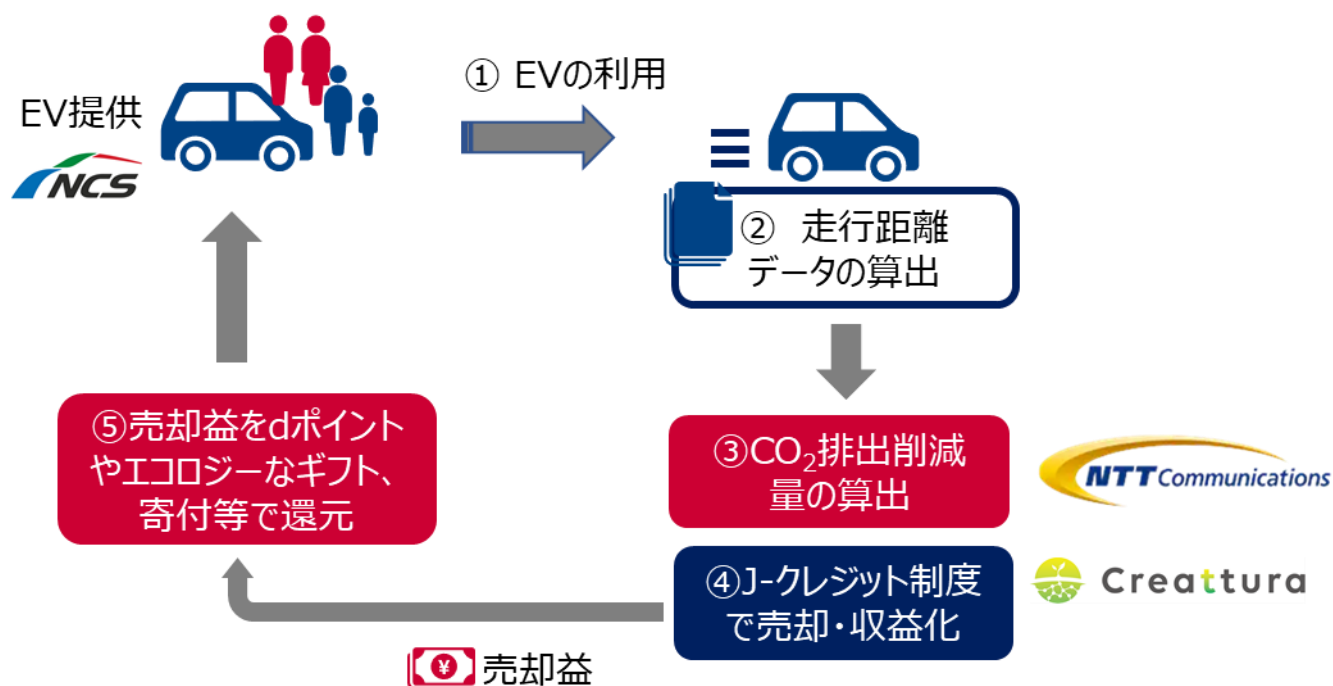 ① EVの利用
EV提供
NCS
② 走行距離
データの算出
③CO₂排出削減
量の算出
NTT Communications
④J-クレジット制度
で売却・収益化
Creattura
¥
売却益
⑤売却益をdポイント
やエコロジーなギフト、
寄付等で還元